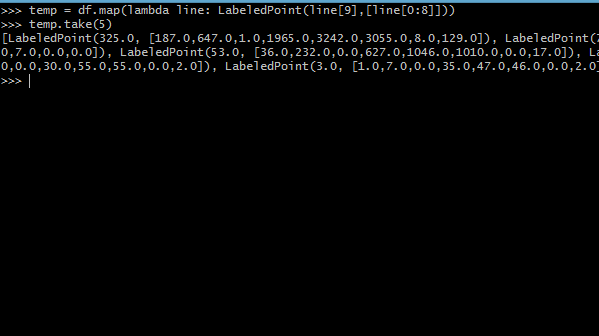 >>> temp = df.map(lambda line: LabeledPoint(line[9],[line[0:8]]))
>>> temp.take(5)
[LabeledPoint(325.0, [187.0,647.0,1.0,1965.0,3242.0,3055.0,8.0,129.0]), LabeledPoint(7
0,7.0,0.0,0.0]), LabeledPoint(53.0, [36.0,232.0,0.0,627.0,1046.0,1010.0,0.0,17.0]), La
0,0.0,30.0,55.0,55.0,0.0,2.0]), LabeledPoint(3.0, [1.0,7.0,0.0,35.0,47.0,46.0,0.0,2.0]
>>>